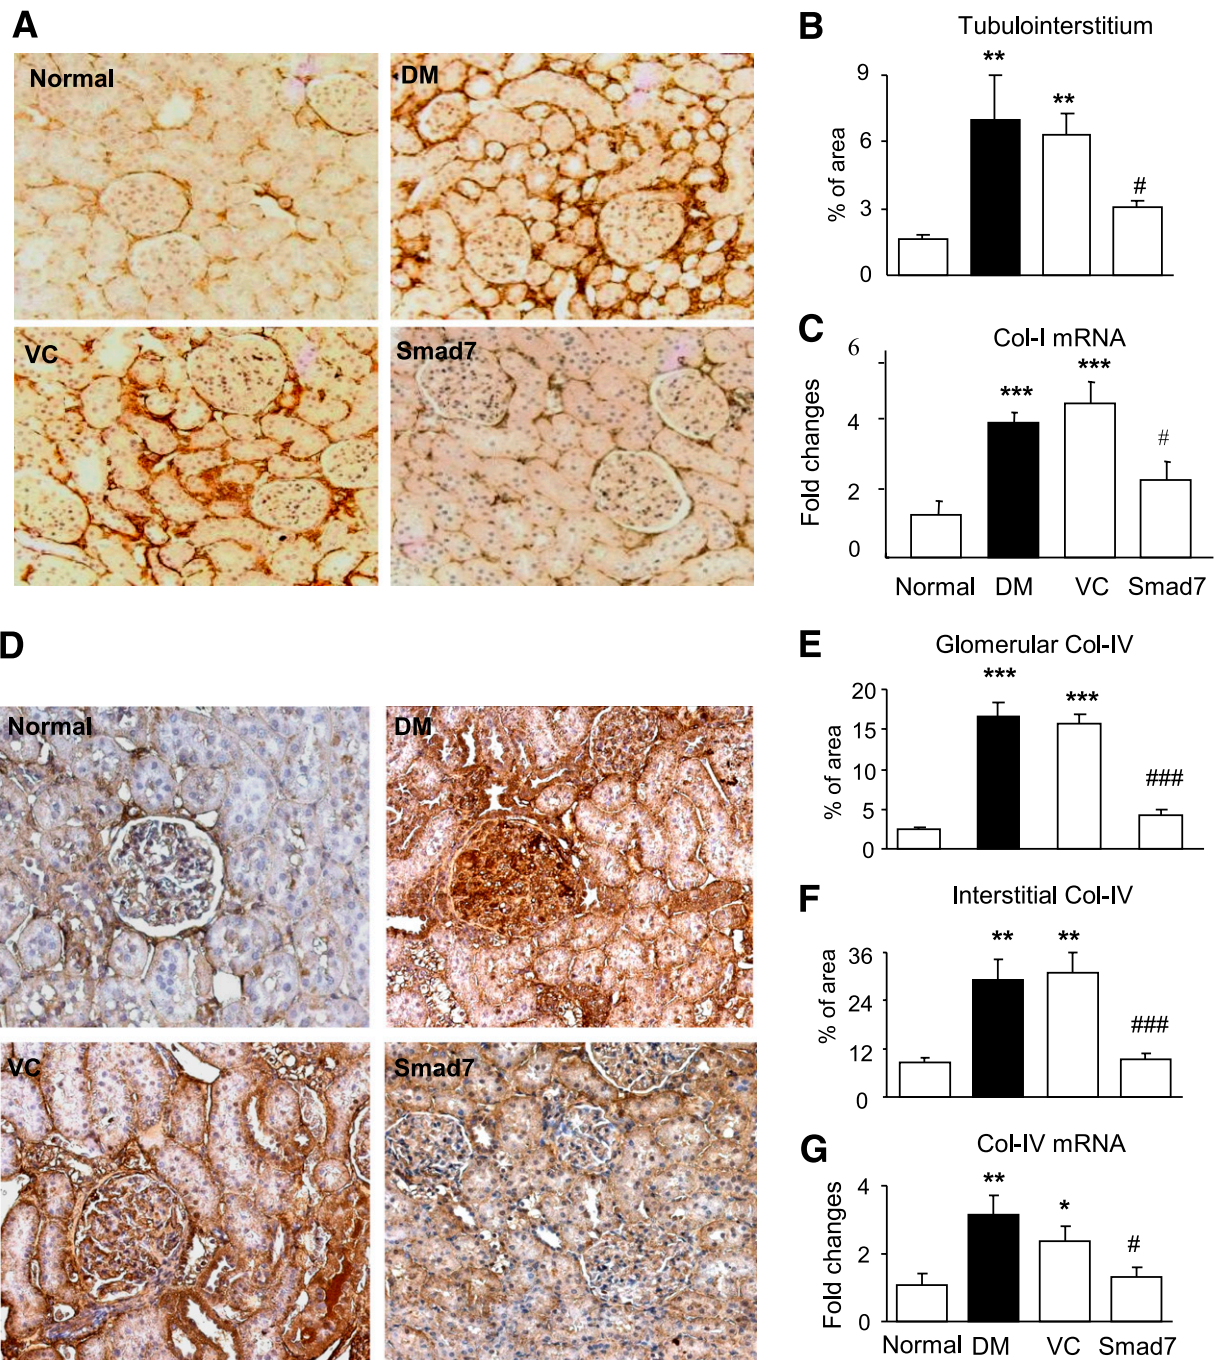 A
Normal
DM
VC
Smad7
B
Tubulointerstitium
% of area
9
6
3
0
**
**
#
C
Col-I mRNA
Fold changes
6
4
2
0
***
***
#
Normal DM VC Smad7
D
Normal
DM
VC
Smad7
E
Glomerular Col-IV
% of area
20
15
10
5
0
***
***
###
F
Interstitial Col-IV
% of area
36
24
12
0
**
**
###
G
Col-IV mRNA
Fold changes
4
2
0
**
*
#
Normal DM VC Smad7